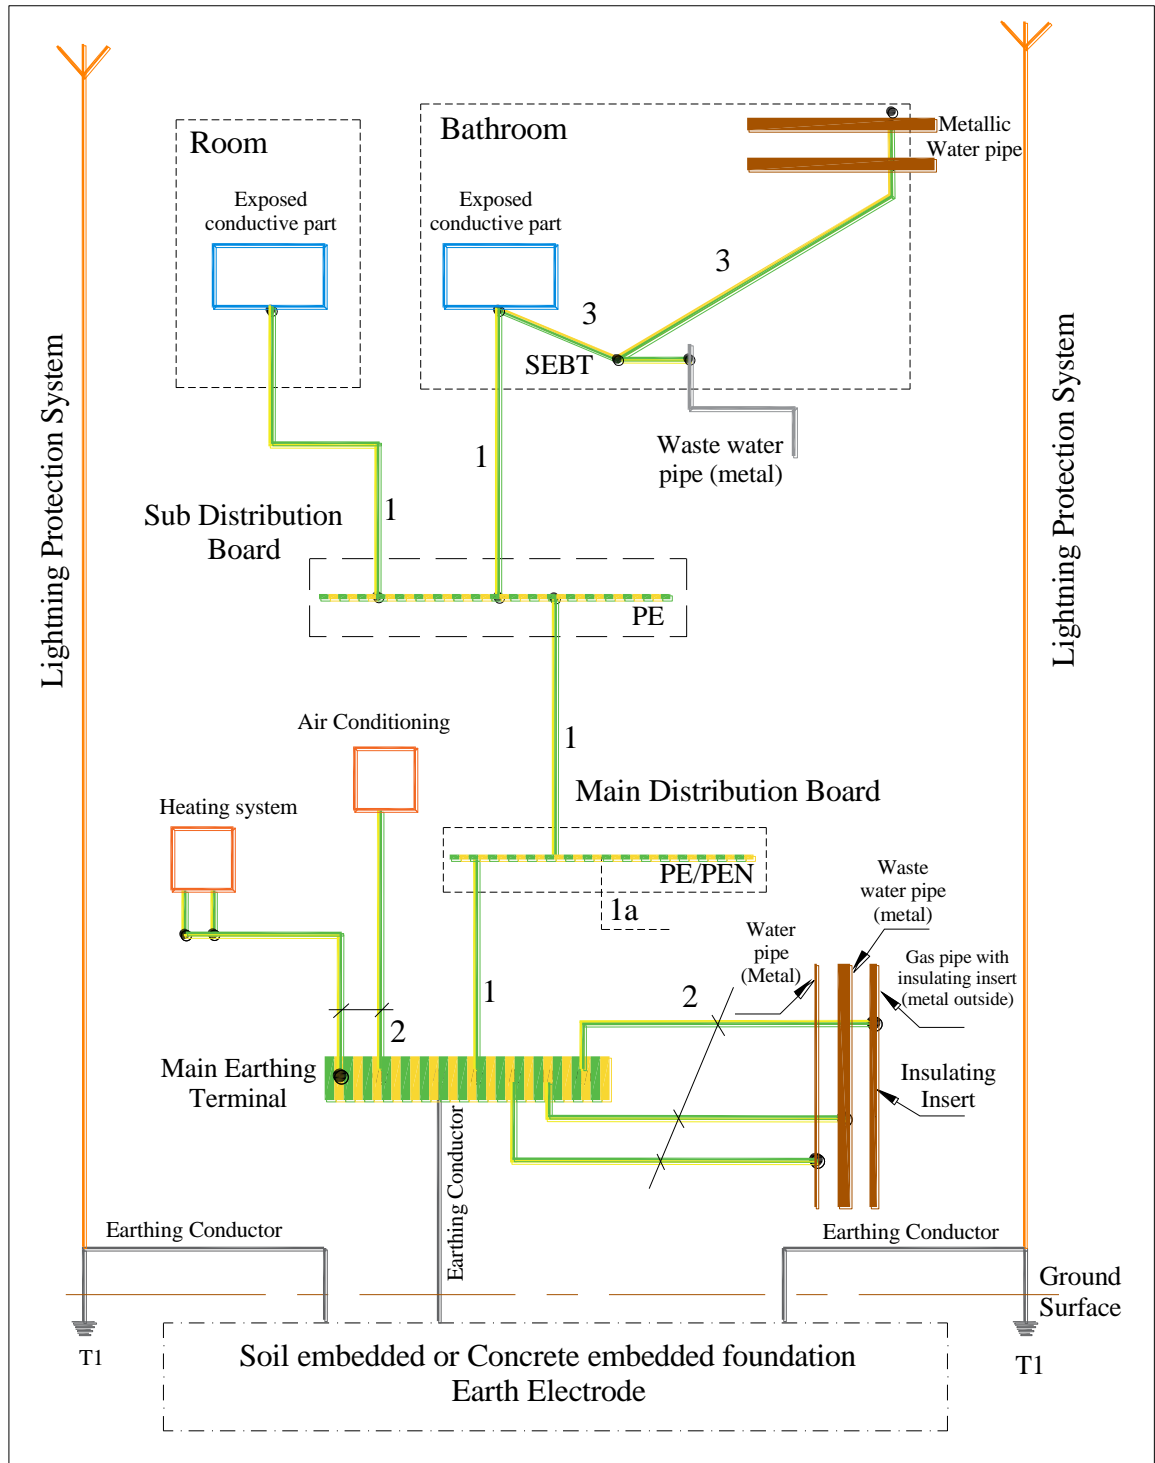 Room
Bathroom
Metallic
Water pipe
Exposed
conductive part
Exposed
conductive part
3
3
SEBT
Waste water
pipe (metal)
1
1
Sub Distribution
Board
PE
Lightning Protection System
Lightning Protection System
Air Conditioning
1
Main Distribution Board
Heating system
PE/PEN
1a
Waste
water pipe
(metal)
Water
pipe
(Metal)
Gas pipe with
insulating insert
(metal outside)
1
2
2
Main Earthing
Terminal
Insulating
Insert
Earthing Conductor
Earthing Conductor
Earthing Conductor
Ground
Surface
T1
T1
Soil embedded or Concrete embedded foundation
Earth Electrode